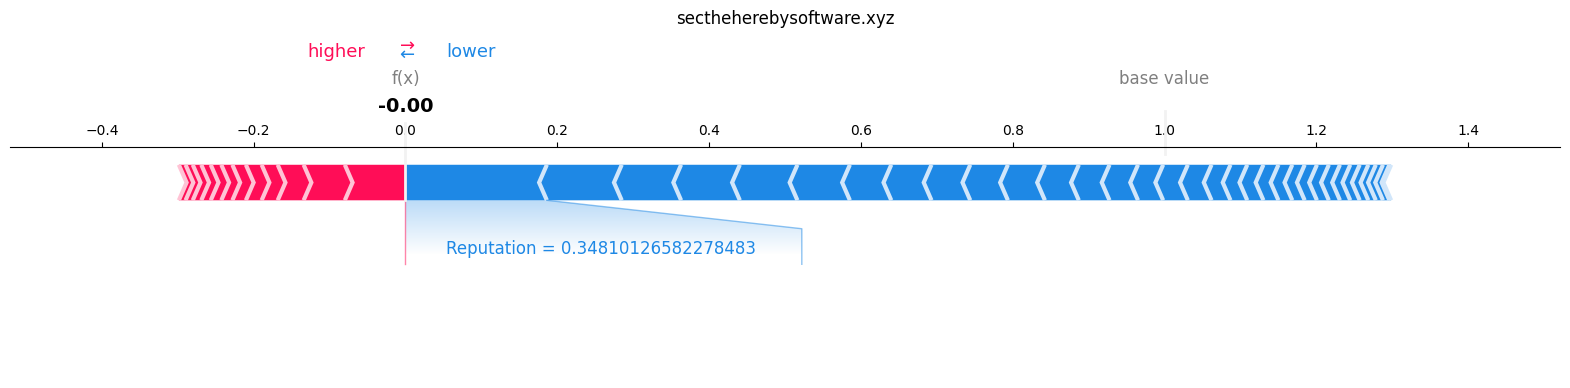 sectheherebysoftware.xyz
higher ⇄ lower
f(x)
base value
-0.00
−0.4 −0.2 0.0 0.2 0.4 0.6 0.8 1.0 1.2 1.4
Reputation = 0.34810126582278483